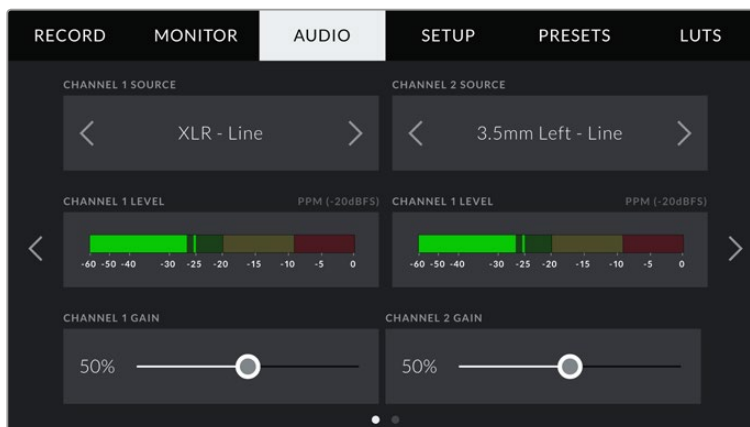 RECORD MONITOR AUDIO SETUP PRESETS LUTS
CHANNEL 1 SOURCE CHANNEL 2 SOURCE
XLR - Line 3.5mm Left - Line
CHANNEL 1 LEVEL PPM (-20dBFS) CHANNEL 1 LEVEL PPM (-20dBFS)
-60 -50 -40 -30 -25 -20 -15 -10 -5 0 -60 -50 -40 -30 -25 -20 -15 -10 -5 0
CHANNEL 1 GAIN CHANNEL 2 GAIN
50% 50%